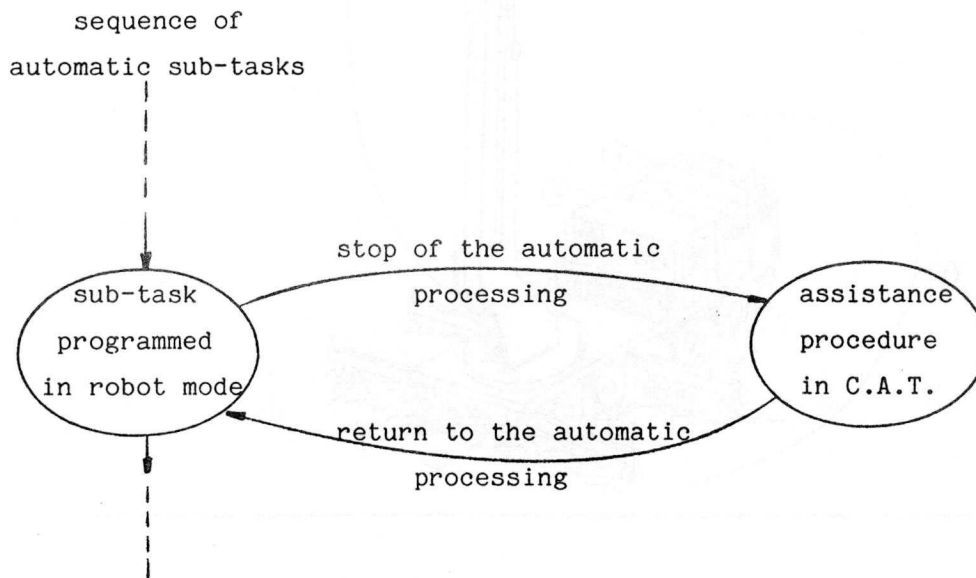 sequence of
automatic sub-tasks
stop of the automatic
processing
sub-task
programmed
in robot mode
assistance
procedure
in C.A.T.
return to the automatic
processing